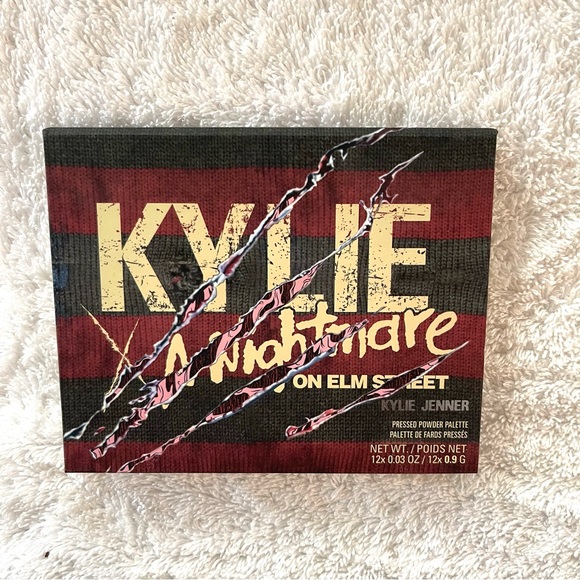 KYLIE
A Nightmare
ON ELM STREET
KYLIE JENNER
PRESSED POWDER PALETTE
PALETTE DE FARDS PRESSÉS
NET WT. / POIDS NET
12x 0.03 OZ / 12x 0.9 G